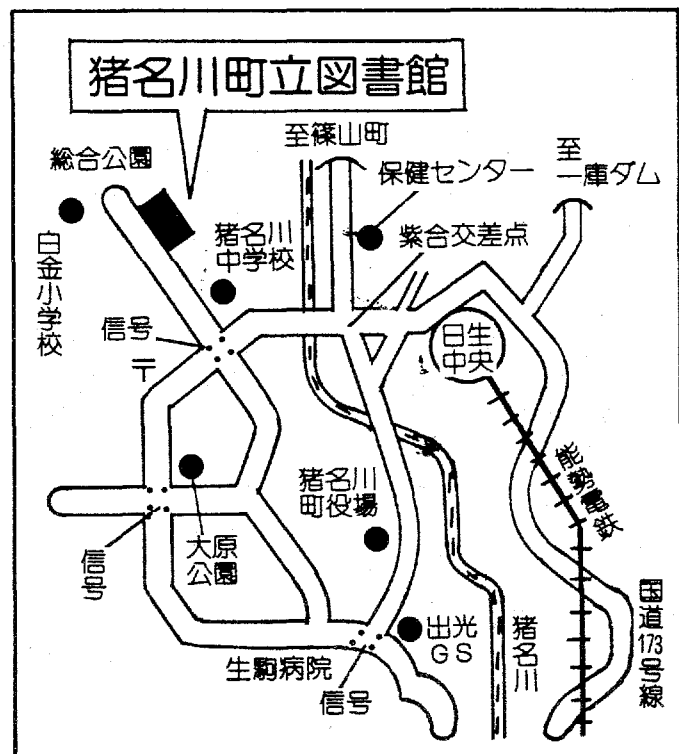 猪名川町立図書館
至篠山町
総合公園
保健センター
至
一庫ダム
白金小学校
猪名川
中学校
紫合交差点
信号
〒
日生
中央
猪名川
町役場
能勢電鉄
大原
公園
信号
出光
GS
猪名川
国道173号線
生駒病院
信号